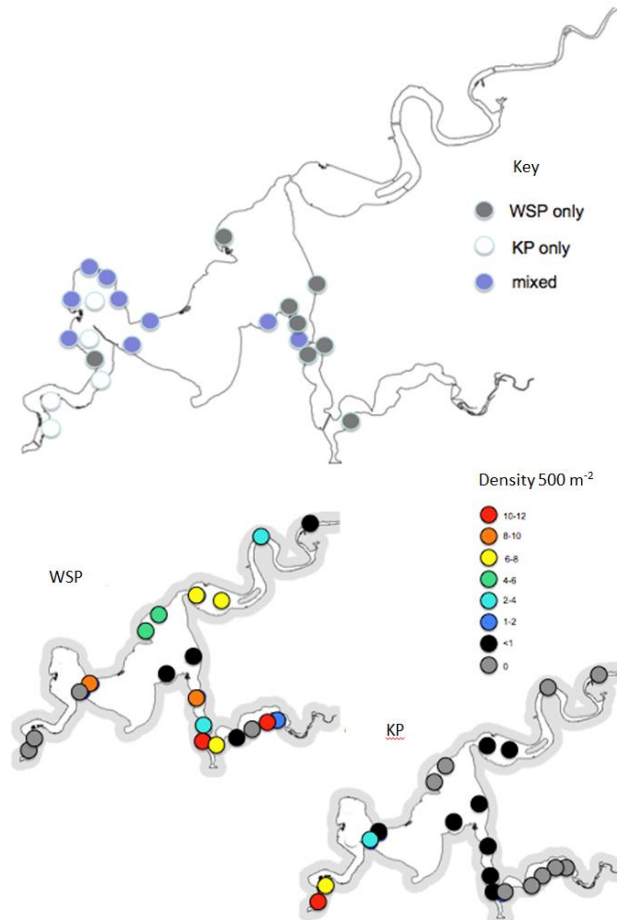 Key
WSP only
KP only
mixed
Density 500 m⁻²
10-12
8-10
6-8
4-6
2-4
1-2
<1
0
WSP
KP